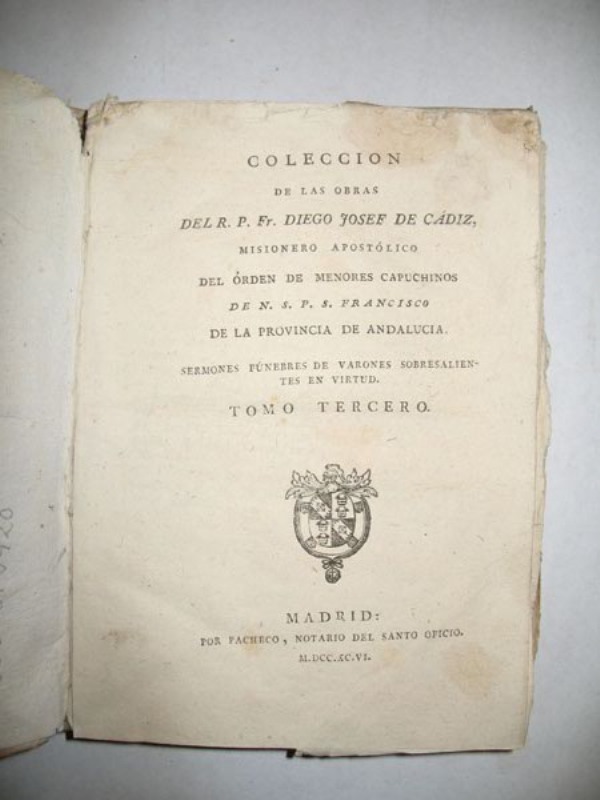 COLECCION
DE LAS OBRAS
DEL R. P. Fr. DIEGO JOSEF DE CÁDIZ,
MISIONERO APOSTÓLICO
DEL ÓRDEN DE MENORES CAPUCHINOS
DE N. S. P. S. FRANCISCO
DE LA PROVINCIA DE ANDALUCIA.
SERMONES FÚNEBRES DE VARONES SOBRESALIEN-
TES EN VIRTUD.
TOMO TERCERO.
MADRID:
POR PACHECO, NOTARIO DEL SANTO OFICIO.
M.DCC.XC.VI.